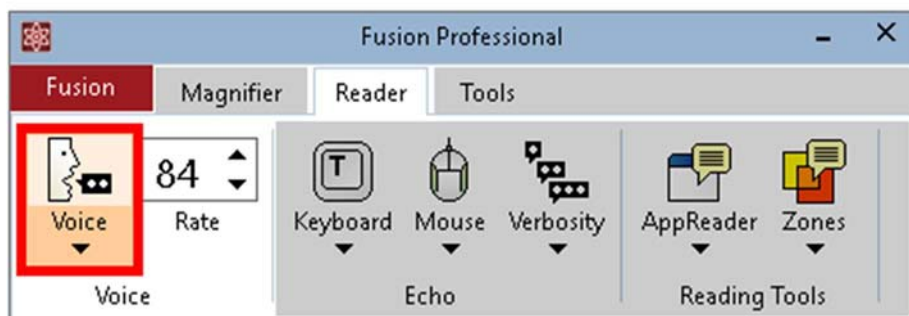 Fusion Professional
Fusion Magnifier Reader Tools
84
T
Voice Rate Keyboard Mouse Verbosity AppReader Zones
Voice Echo Reading Tools